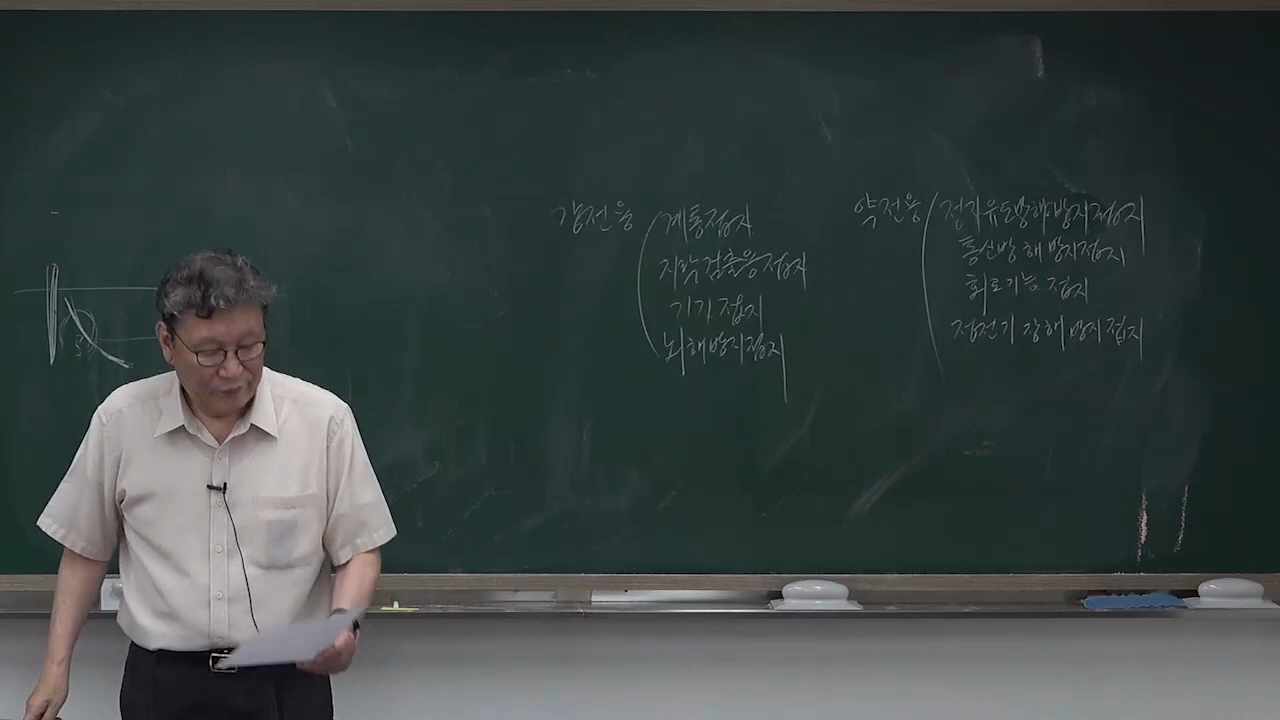 강전용 계통접지
지락검출용접지
기기접지
뇌해방지접지
약전용 전자유도방해방지접지
통신방해방지접지
회로기능 접지
정전기 장해방지접지